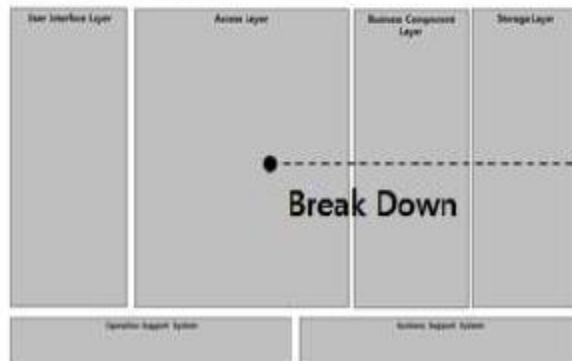 User Interface Layer
Access Layer
Business Component
Layer
Storage Layer
Break Down
Operation Support System
Business Support System